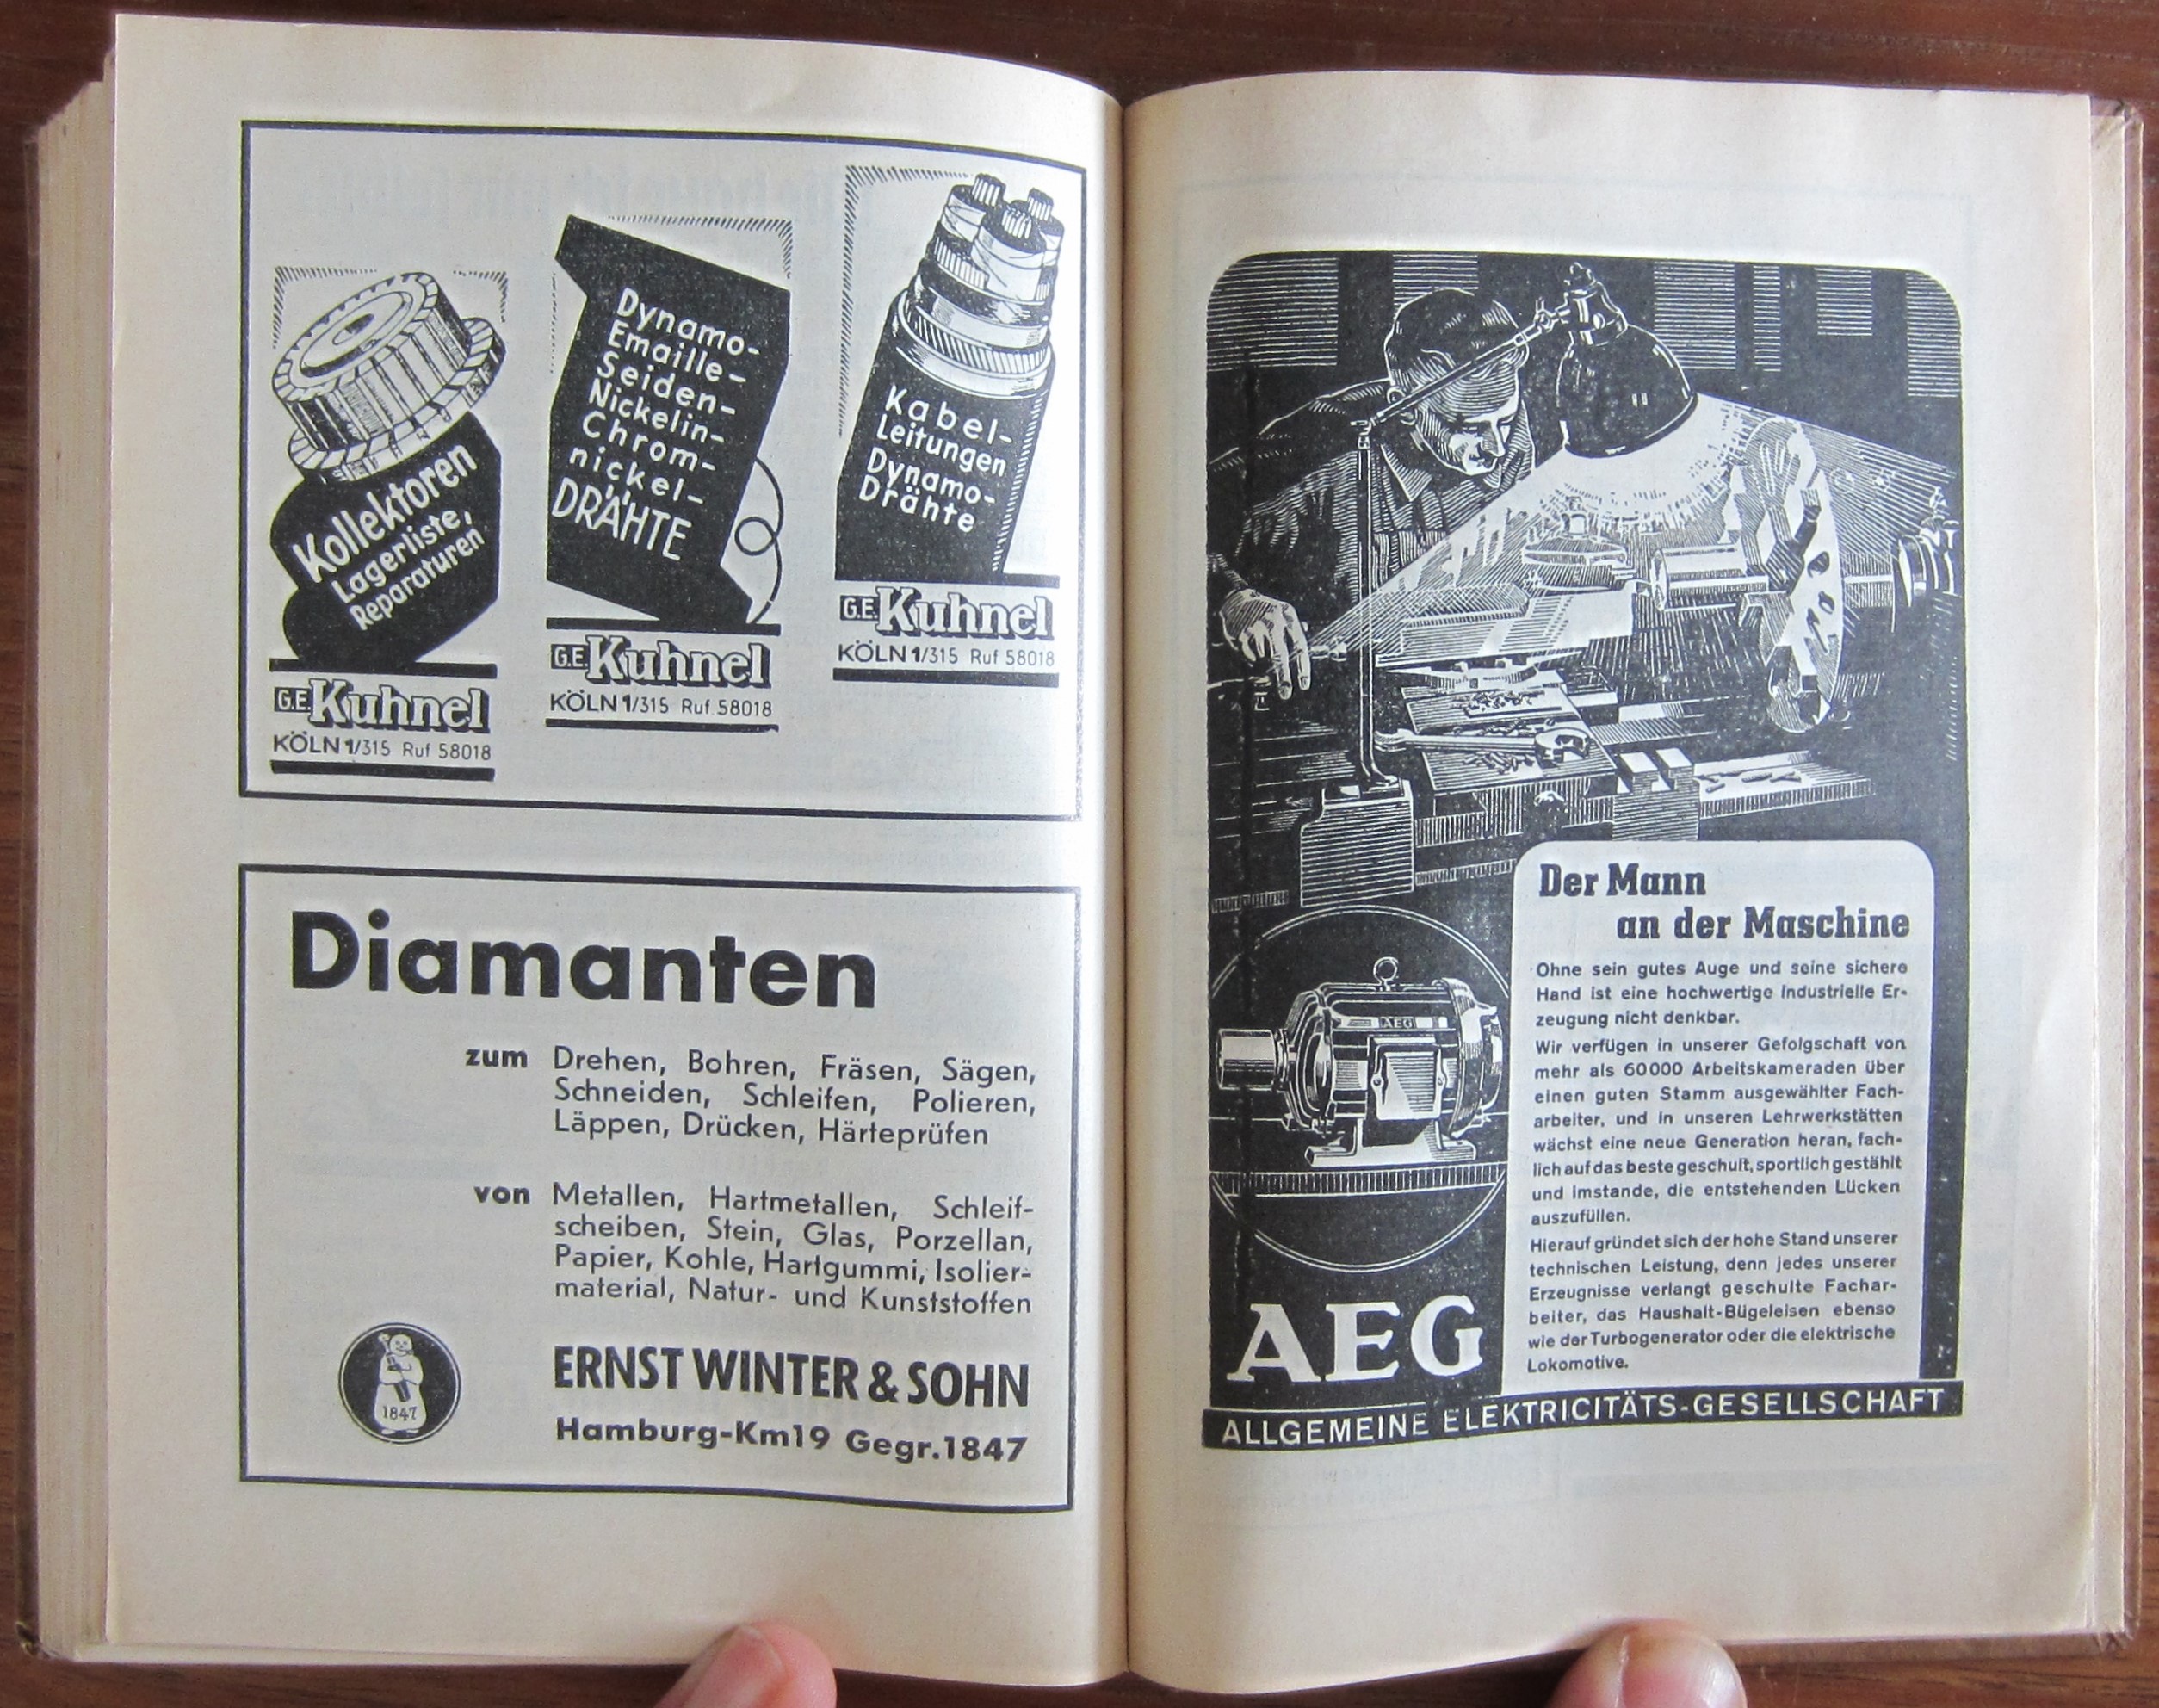 Kollektoren
Lagerliste,
Reparaturen
G.E. Kuhnel
KÖLN 1/315 Ruf 58018
Dynamo-
Emaille-
Seiden-
Nickelin-
Chrom-
nickel-
DRÄHTE
G.E. Kuhnel
KÖLN 1/315 Ruf 58018
Kabel-
Leitungen
Dynamo-
Drähte
G.E. Kuhnel
KÖLN 1/315 Ruf 58018
Diamanten
zum Drehen, Bohren, Fräsen, Sägen,
Schneiden, Schleifen, Polieren,
Läppen, Drücken, Härteprüfen
von Metallen, Hartmetallen, Schleif-
scheiben, Stein, Glas, Porzellan,
Papier, Kohle, Hartgummi, Isolier-
material, Natur- und Kunststoffen
1847
ERNST WINTER & SOHN
Hamburg-Km19 Gegr.1847
Der Mann
an der Maschine
Ohne sein gutes Auge und seine sichere
Hand ist eine hochwertige industrielle Er-
zeugung nicht denkbar.
Wir verfügen in unserer Gefolgschaft von
mehr als 60000 Arbeitskameraden über
einen guten Stamm ausgewählter Fach-
arbeiter, und in unseren Lehrwerkstätten
wächst eine neue Generation heran, fach-
lich auf das beste geschult, sportlich gestählt
und imstande, die entstehenden Lücken
auszufüllen.
Hierauf gründet sich der hohe Stand unserer
technischen Leistung, denn jedes unserer
Erzeugnisse verlangt geschulte Fachar-
beiter, das Haushalt-Bügeleisen ebenso
wie der Turbogenerator oder die elektrische
Lokomotive.
AEG
AEG
ALLGEMEINE ELEKTRICITÄTS-GESELLSCHAFT